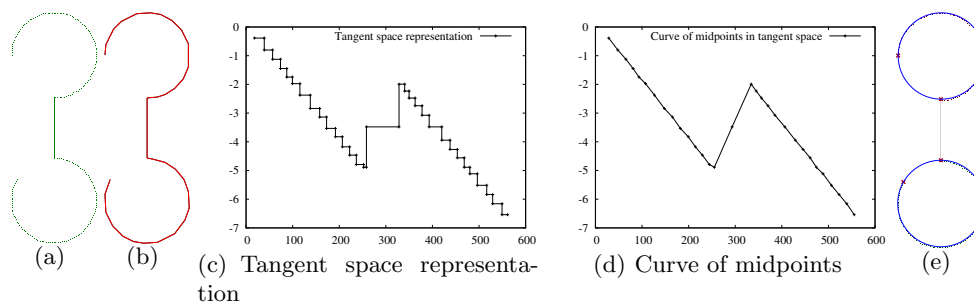 Tangent space representation
0
-1
-2
-3
-4
-5
-6
-7
0 100 200 300 400 500 600
Curve of midpoints in tangent space
0
-1
-2
-3
-4
-5
-6
-7
0 100 200 300 400 500 600
(a)
(b)
(c) Tangent space representa-
tion
(d) Curve of midpoints
(e)